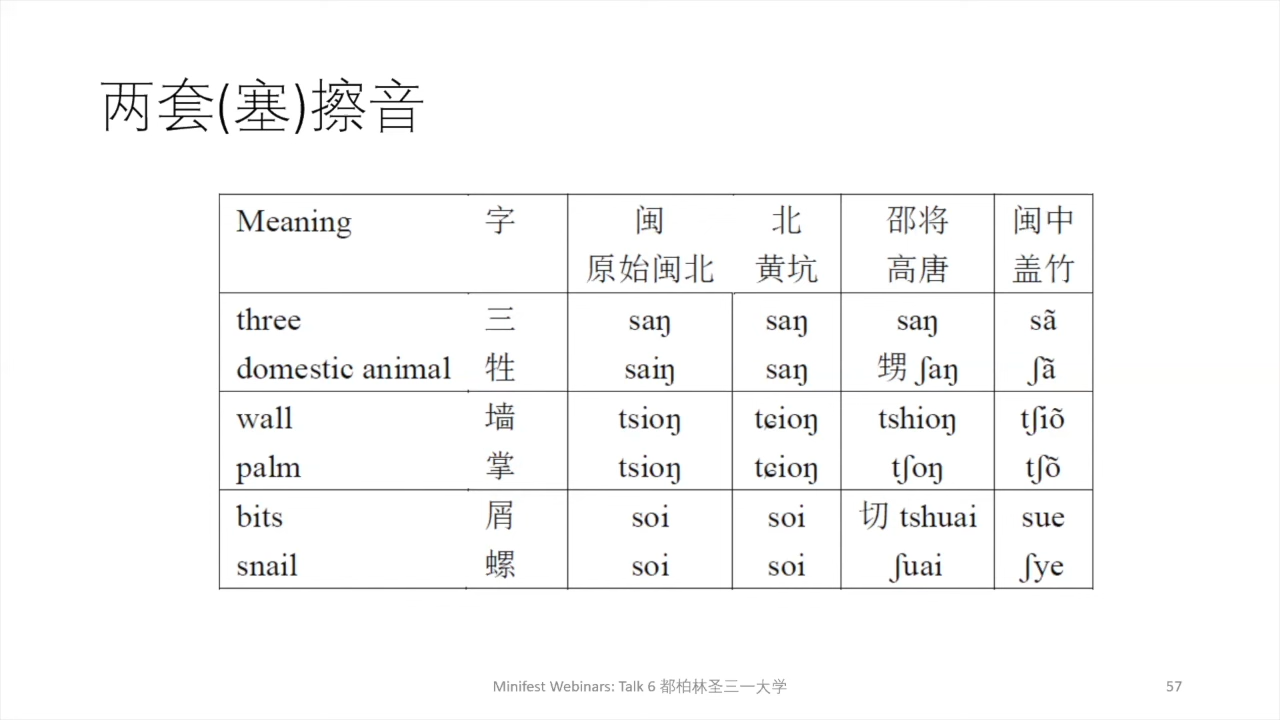 两套(塞)擦音
Meaning 字 闽 北 邵将 闽中
原始闽北 黄坑 高唐 盖竹
three 三 saŋ saŋ saŋ sã
domestic animal 牲 saiŋ saŋ 甥 ʃaŋ ʃã
wall 墙 tsioŋ tɕioŋ tshioŋ tʃiõ
palm 掌 tsioŋ tɕioŋ tʃoŋ tʃõ
bits 屑 soi soi 切 tshuai sue
snail 螺 soi soi ʃuai ʃye
Minifest Webinars: Talk 6 都柏林圣三一大学 57